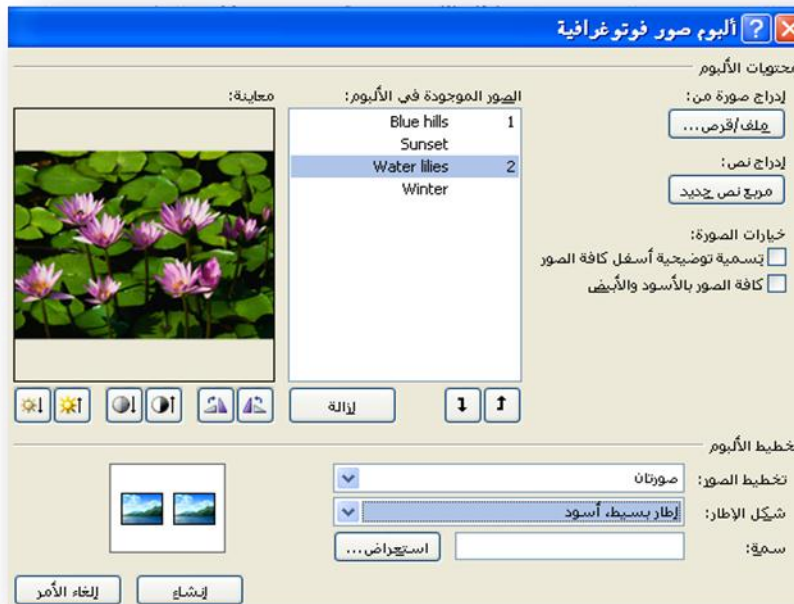 ألبوم صور فوتوغرافية
محتويات الألبوم
إدراج صورة من:
ملف/قرص...
إدراج نص:
مربع نص جديد
خيارات الصورة:
تسمية توضيحية أسفل كافة الصور
كافة الصور بالأسود والأبيض
الصور الموجودة في الألبوم:
1 Blue hills
Sunset
2 Water lilies
Winter
إزالة
معاينة:
تخطيط الألبوم
تخطيط الصور: صورتان
شكل الإطار: إطار بسيط، أسود
سمة: استعراض...
إنشاء إلغاء الأمر